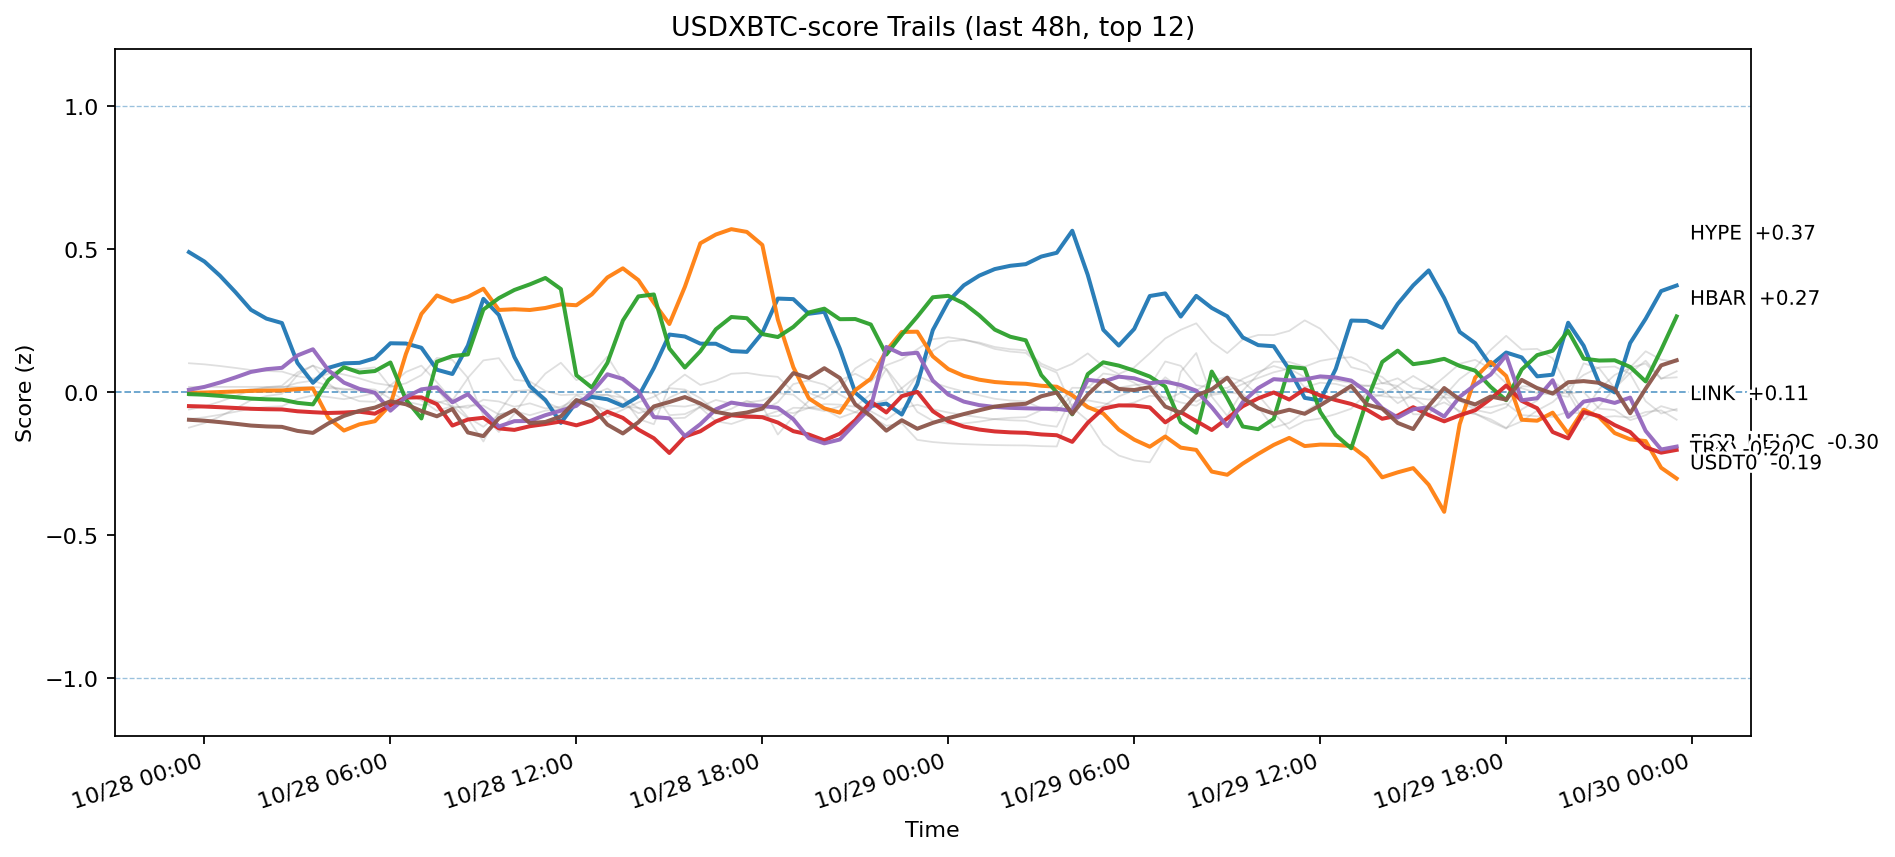 USDXBTC-score Trails (last 48h, top 12)
Score (z)
1.0
0.5
0.0
−0.5
−1.0
HYPE +0.37
HBAR +0.27
LINK +0.11
-0.30
TRX -0.20
USDT0 -0.19
10/28 00:00
10/28 06:00
10/28 12:00
10/28 18:00
10/29 00:00
10/29 06:00
10/29 12:00
10/29 18:00
10/30 00:00
Time